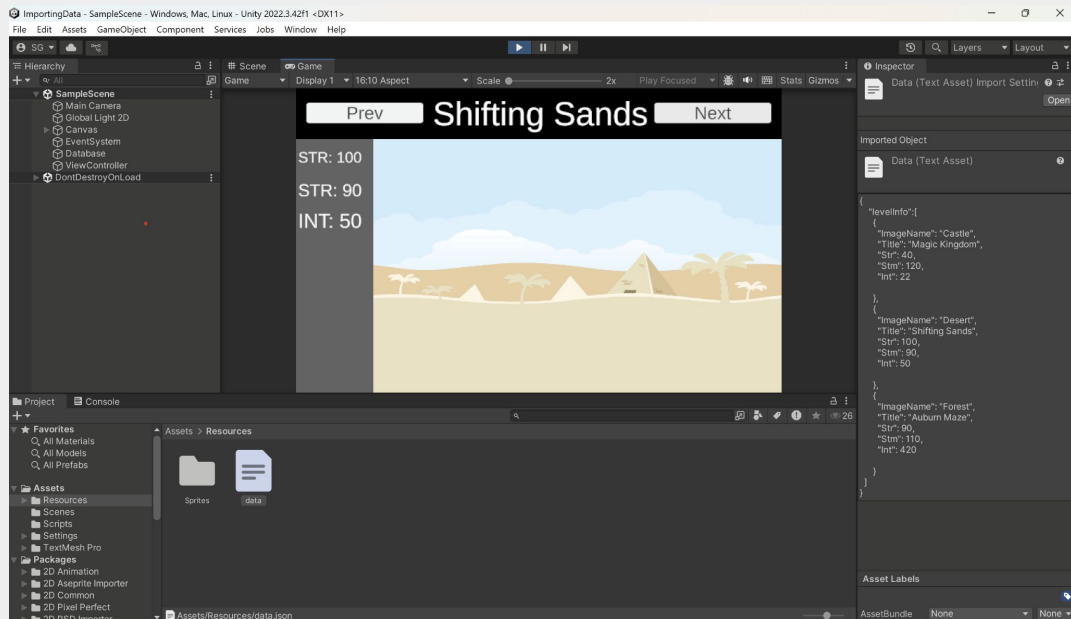 ImportingData - SampleScene - Windows, Mac, Linux - Unity 2022.3.42f1 <DX11>
File Edit Assets GameObject Component Services Jobs Window Help
SG Layers Layout
Hierarchy
All
SampleScene
Main Camera
Global Light 2D
Canvas
EventSystem
Database
ViewController
DontDestroyOnLoad
Scene Game
Game Display 1 16:10 Aspect Scale 2x Play Focused Stats Gizmos
Prev Shifting Sands Next
STR: 100
STR: 90
INT: 50
Inspector
Data (Text Asset) Import Settin
Open
Imported Object
Data (Text Asset)
{
"levelInfo":[
{
"ImageName": "Castle",
"Title": "Magic Kingdom",
"Str": 40,
"Stm": 120,
"Int": 22
},
{
"ImageName": "Desert",
"Title": "Shifting Sands",
"Str": 100,
"Stm": 90,
"Int": 50
},
{
"ImageName": "Forest",
"Title": "Auburn Maze",
"Str": 90,
"Stm": 110,
"Int": 420
}
]
}
Asset Labels
AssetBundle None None
Project Console
26
Favorites
All Materials
All Models
All Prefabs
Assets
Resources
Scenes
Scripts
Settings
TextMesh Pro
Packages
2D Animation
2D Aseprite Importer
2D Common
2D Pixel Perfect
2D PSD Importer
Assets > Resources
Sprites data
Assets/Resources/data.json